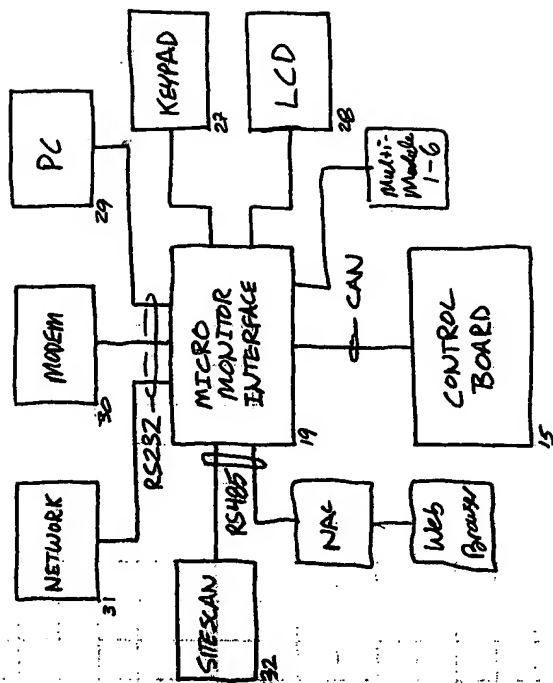 NETWORK
31
MODEM
30
PC
29
KEYPAD
27
LCD
28
RS232
MICRO
MONITOR
INTERFACE
19
RS485
SITESCAN
32
NAC
Web
Browser
CAN
CONTROL
BOARD
15
Multi-
Module
1-6